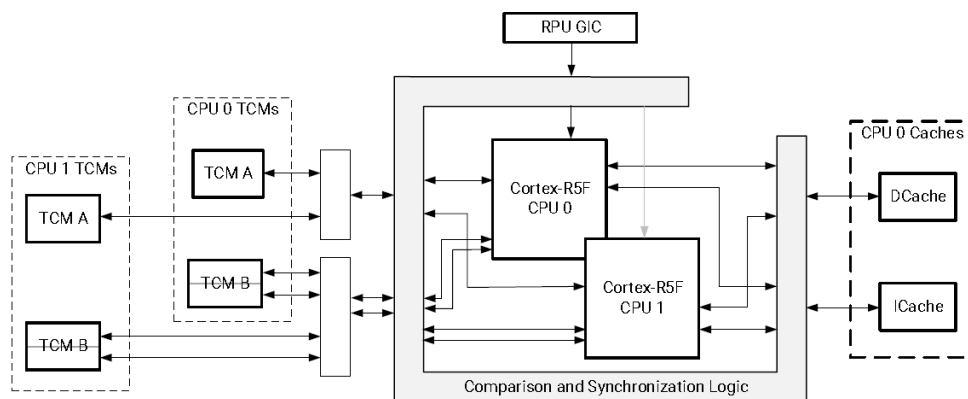 RPU GIC
CPU 0 TCMs
CPU 0 Caches
CPU 1 TCMs
TCM A
TCM A
Cortex-R5F
CPU 0
DCache
TCM B
Cortex-R5F
CPU 1
ICache
TCM B
Comparison and Synchronization Logic